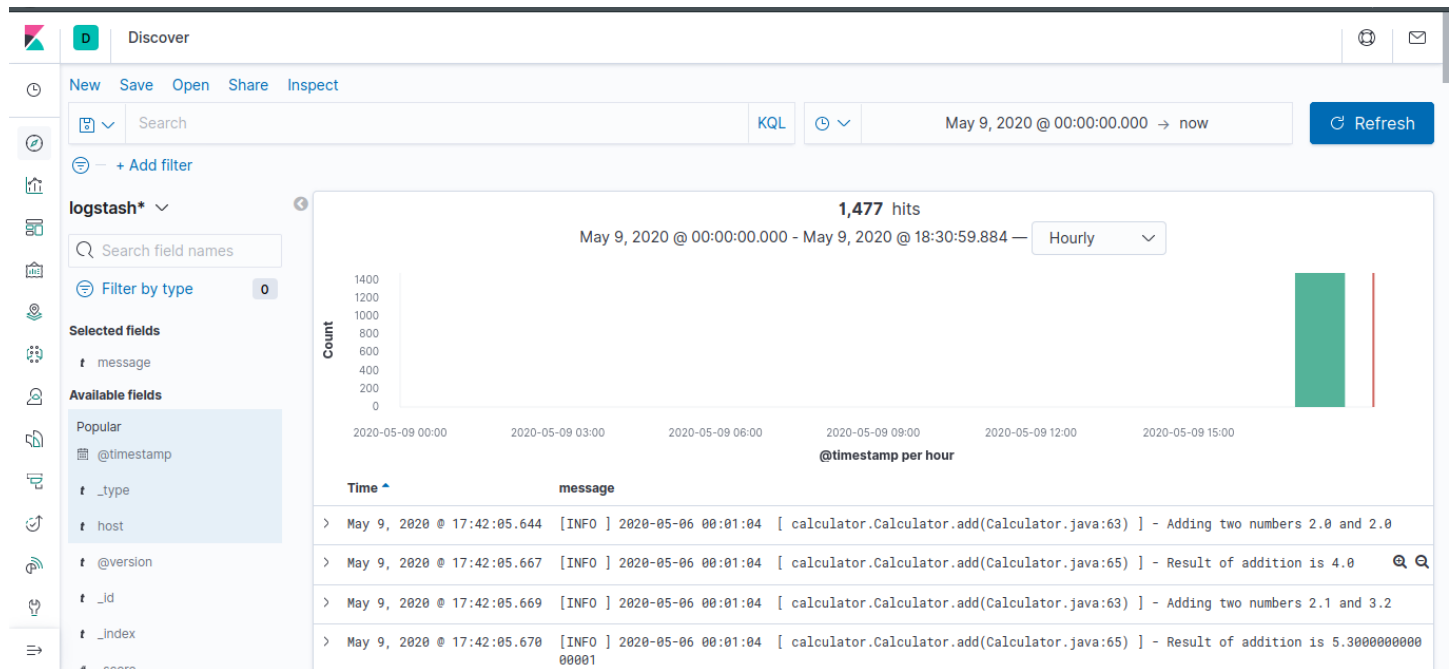 D Discover
New Save Open Share Inspect
Search KQL May 9, 2020 @ 00:00:00.000 → now Refresh
+ Add filter
logstash*
Search field names
Filter by type 0
Selected fields
t message
Available fields
Popular
@timestamp
t _type
t host
t @version
t _id
t _index
1,477 hits
May 9, 2020 @ 00:00:00.000 - May 9, 2020 @ 18:30:59.884 — Hourly
Count
1400
1200
1000
800
600
400
200
0
2020-05-09 00:00 2020-05-09 03:00 2020-05-09 06:00 2020-05-09 09:00 2020-05-09 12:00 2020-05-09 15:00
@timestamp per hour
Time message
May 9, 2020 @ 17:42:05.644 [INFO ] 2020-05-06 00:01:04 [ calculator.Calculator.add(Calculator.java:63) ] - Adding two numbers 2.0 and 2.0
May 9, 2020 @ 17:42:05.667 [INFO ] 2020-05-06 00:01:04 [ calculator.Calculator.add(Calculator.java:65) ] - Result of addition is 4.0
May 9, 2020 @ 17:42:05.669 [INFO ] 2020-05-06 00:01:04 [ calculator.Calculator.add(Calculator.java:63) ] - Adding two numbers 2.1 and 3.2
May 9, 2020 @ 17:42:05.670 [INFO ] 2020-05-06 00:01:04 [ calculator.Calculator.add(Calculator.java:65) ] - Result of addition is 5.3000000000
00001